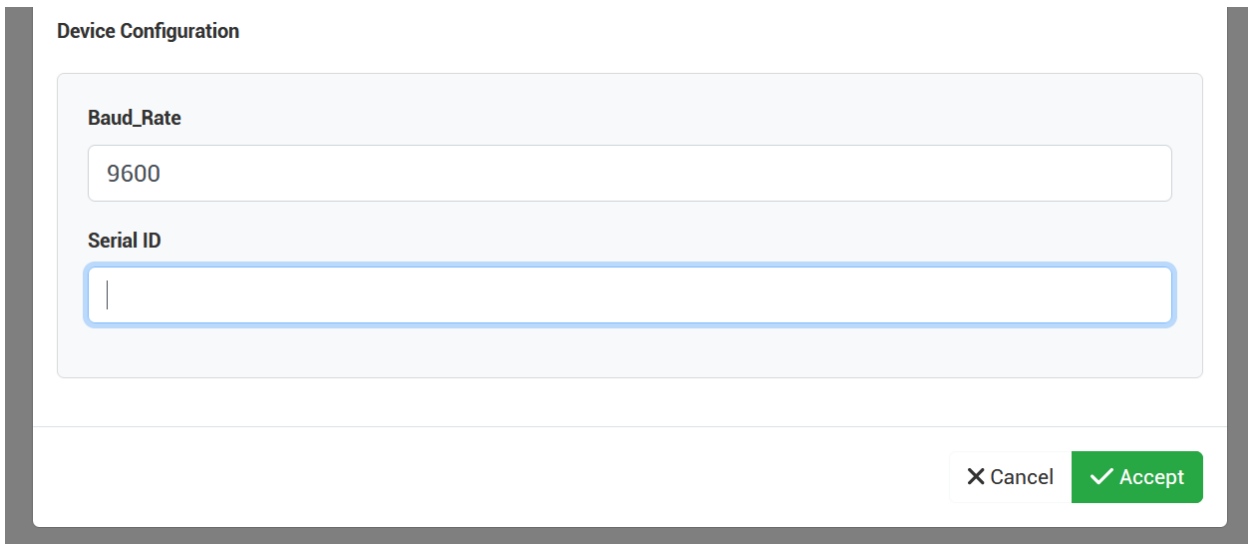 Device Configuration
Baud_Rate
9600
Serial ID
Cancel
Accept